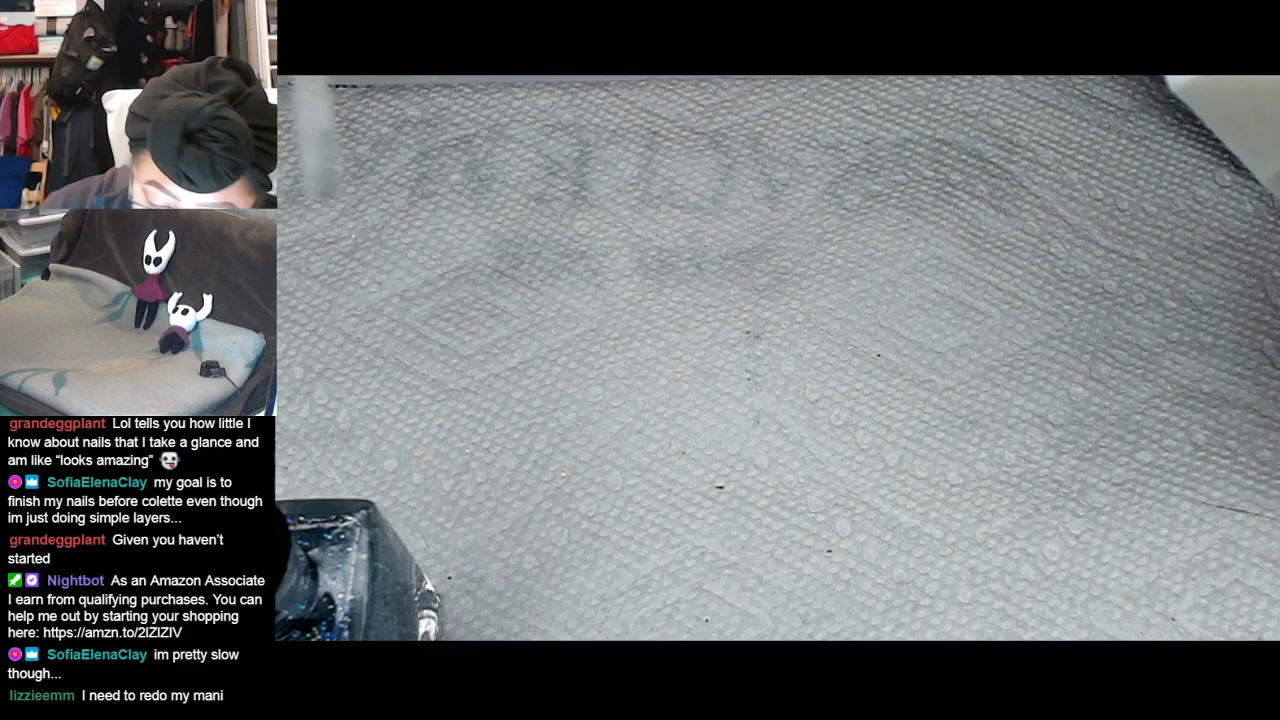 grandeggplant Lol tells you how little I
know about nails that I take a glance and
am like “looks amazing”
SofiaElenaClay my goal is to
finish my nails before colette even though
im just doing simple layers...
grandeggplant Given you haven’t
started
Nightbot As an Amazon Associate
I earn from qualifying purchases. You can
help me out by starting your shopping
here: https://amzn.to/2IZIZIV
SofiaElenaClay im pretty slow
though...
lizzieemm I need to redo my mani